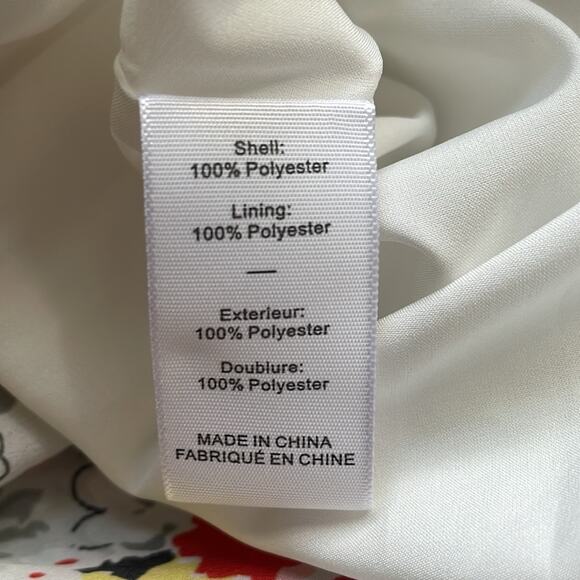 Shell:
100% Polyester
Lining:
100% Polyester
—
Exterieur:
100% Polyester
Doublure:
100% Polyester
MADE IN CHINA
FABRIQUÉ EN CHINE